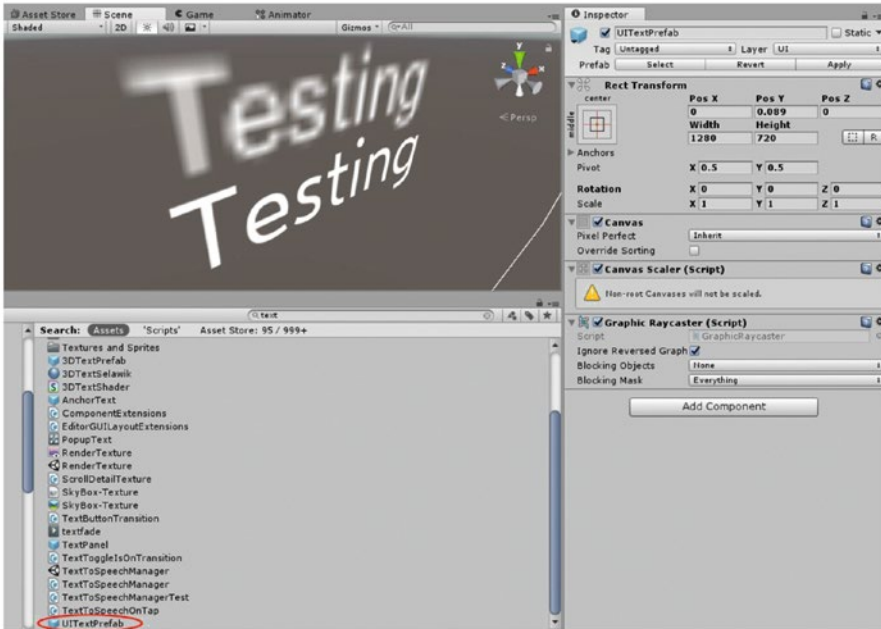 Asset Store Scene Game Animator
Shaded 2D Gizmos All
y
z x
Persp
Testing
Testing
text
Search: Assets 'Scripts' Asset Store: 95 / 999+
Textures and Sprites
3DTextPrefab
3DTextSelawik
3DTextShader
AnchorText
ComponentExtensions
EditorGUILayoutExtensions
PopupText
RenderTexture
RenderTexture
ScrollDetailTexture
SkyBox-Texture
SkyBox-Texture
TextButtonTransition
textfade
TextPanel
TextToggleIsOnTransition
TextToSpeechManager
TextToSpeechManager
TextToSpeechManagerTest
TextToSpeechOnTap
UITextPrefab
Inspector
UITextPrefab Static
Tag Untagged Layer UI
Prefab Select Revert Apply
Rect Transform
center Pos X Pos Y Pos Z
middle 0 0.089 0
Width Height
1280 720 R
Anchors
Pivot X 0.5 Y 0.5
Rotation X 0 Y 0 Z 0
Scale X 1 Y 1 Z 1
Canvas
Pixel Perfect Inherit
Override Sorting
Canvas Scaler (Script)
Non-root Canvases will not be scaled.
Graphic Raycaster (Script)
Script GraphicRaycaster
Ignore Reversed Graph
Blocking Objects None
Blocking Mask Everything
Add Component